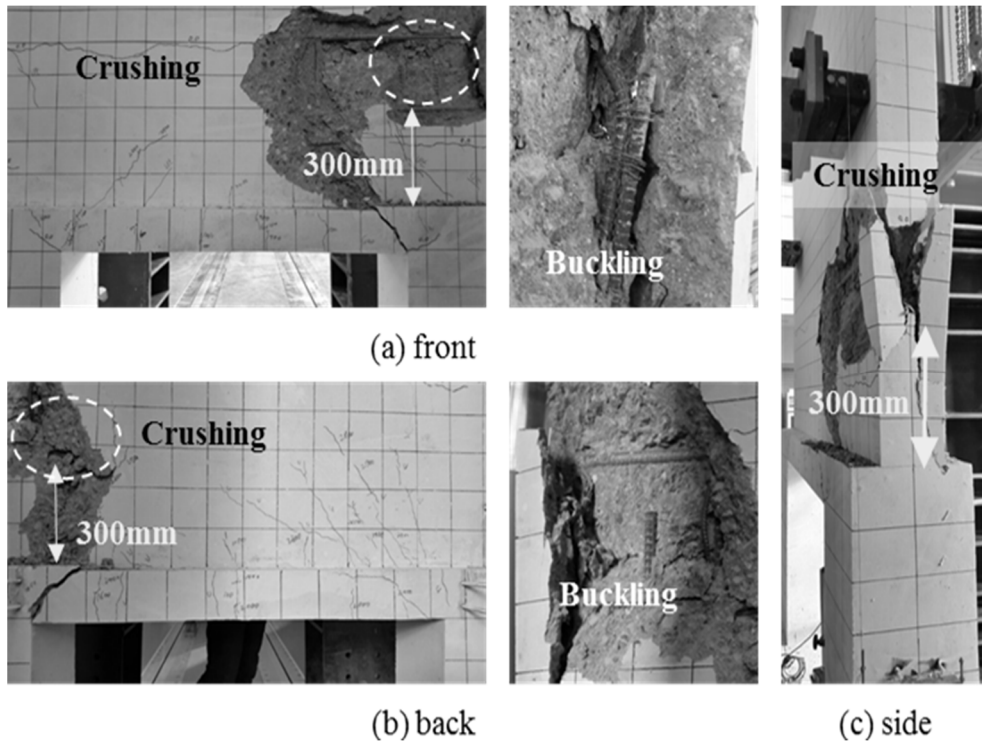 Crushing
300mm
Buckling
(a) front
Crushing
300mm
Buckling
(b) back
Crushing
300mm
(c) side